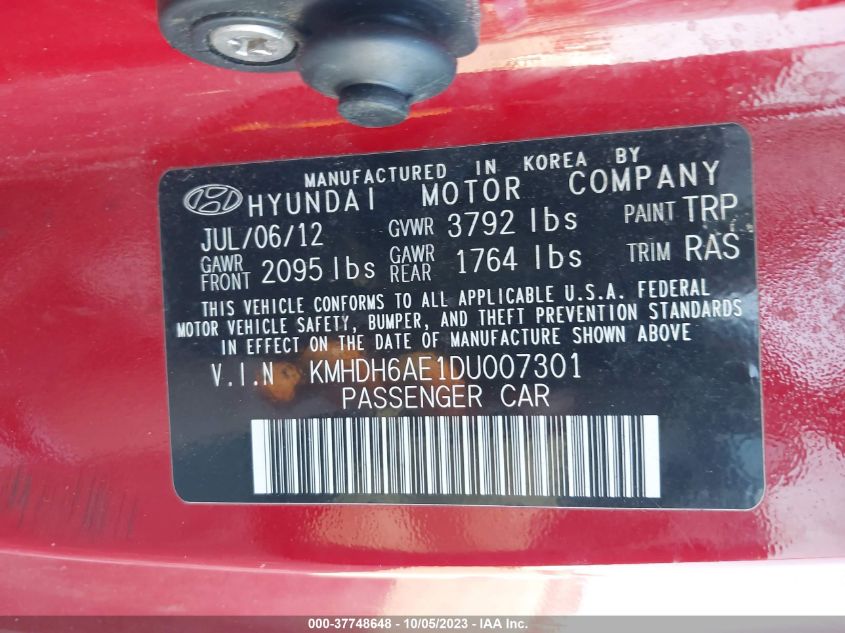 MANUFACTURED IN KOREA BY
HYUNDAI MOTOR COMPANY
JUL/06/12 GVWR 3792 lbs PAINT TRP
GAWR FRONT 2095 lbs GAWR REAR 1764 lbs TRIM RAS
THIS VEHICLE CONFORMS TO ALL APPLICABLE U.S.A. FEDERAL
MOTOR VEHICLE SAFETY, BUMPER, AND THEFT PREVENTION STANDARDS
IN EFFECT ON THE DATE OF MANUFACTURE SHOWN ABOVE
V.I.N KMHDH6AE1DU007301
PASSENGER CAR
000-37748648 - 10/05/2023 - IAA Inc.